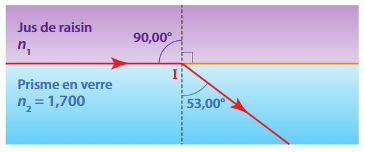 Jus de raisin
n₁
90,00°
I
Prisme en verre
n₂ = 1,700
53,00°